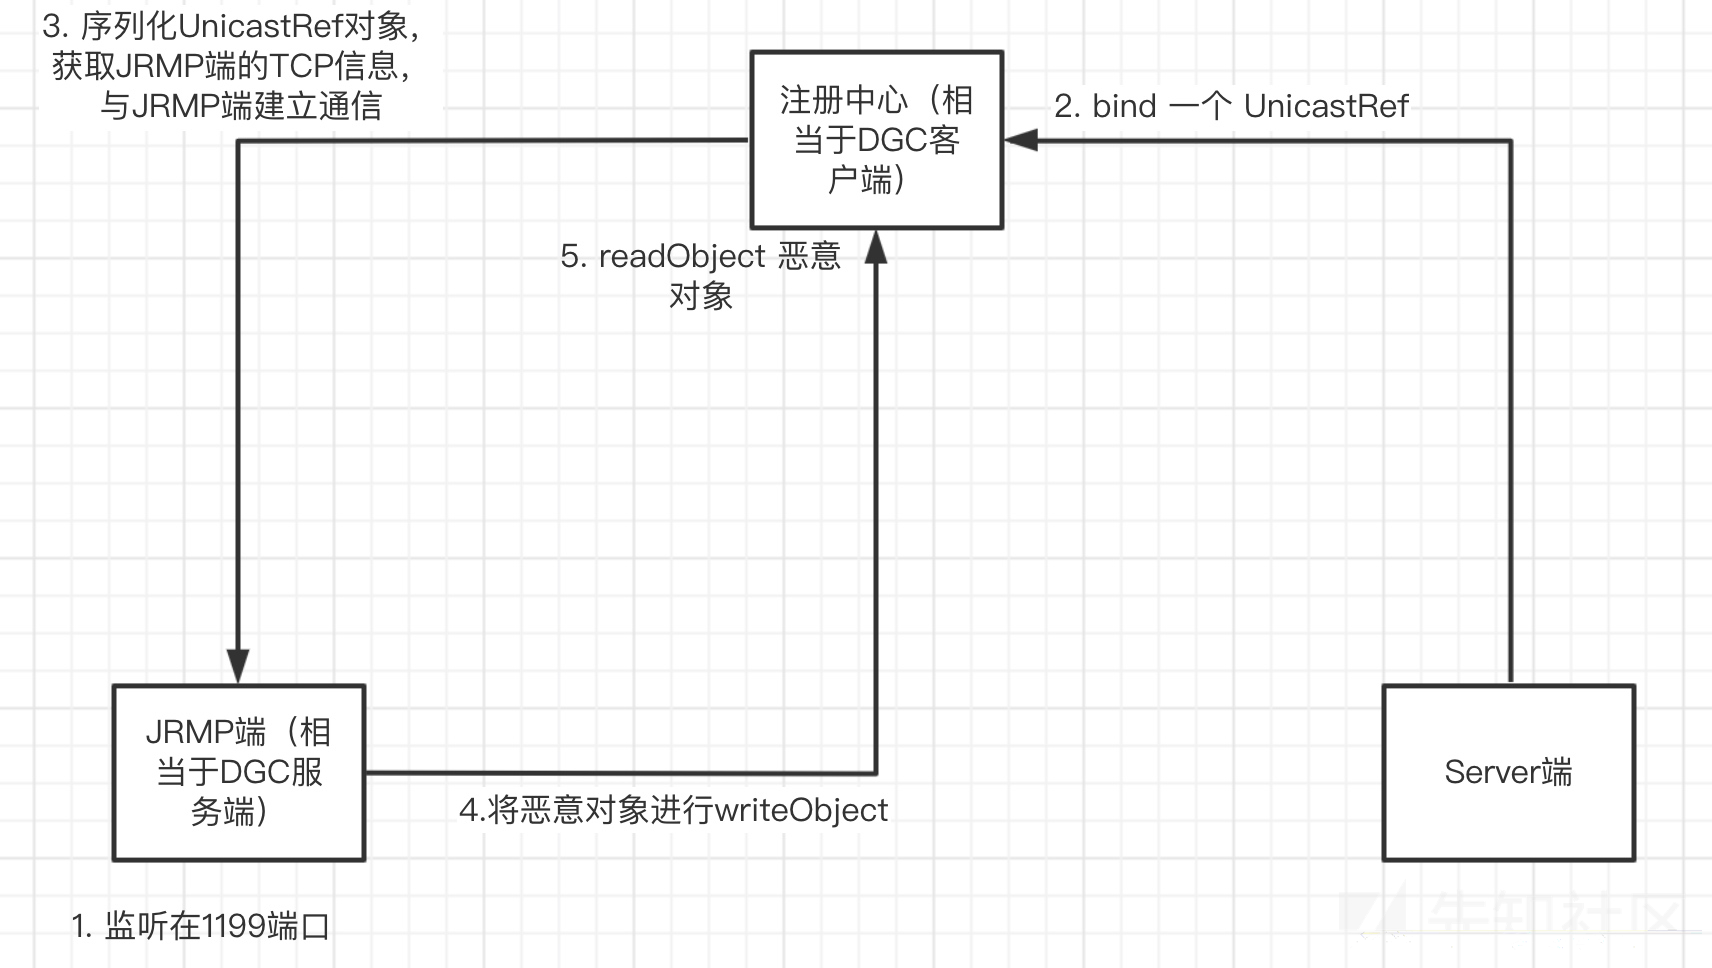 3. 序列化UnicastRef对象，
获取JRMP端的TCP信息，
与JRMP端建立通信
注册中心（相
当于DGC客
户端）
2. bind 一个 UnicastRef
5. readObject 恶意
对象
JRMP端（相
当于DGC服
务端）
Server端
4.将恶意对象进行writeObject
1. 监听在1199端口
先知社区